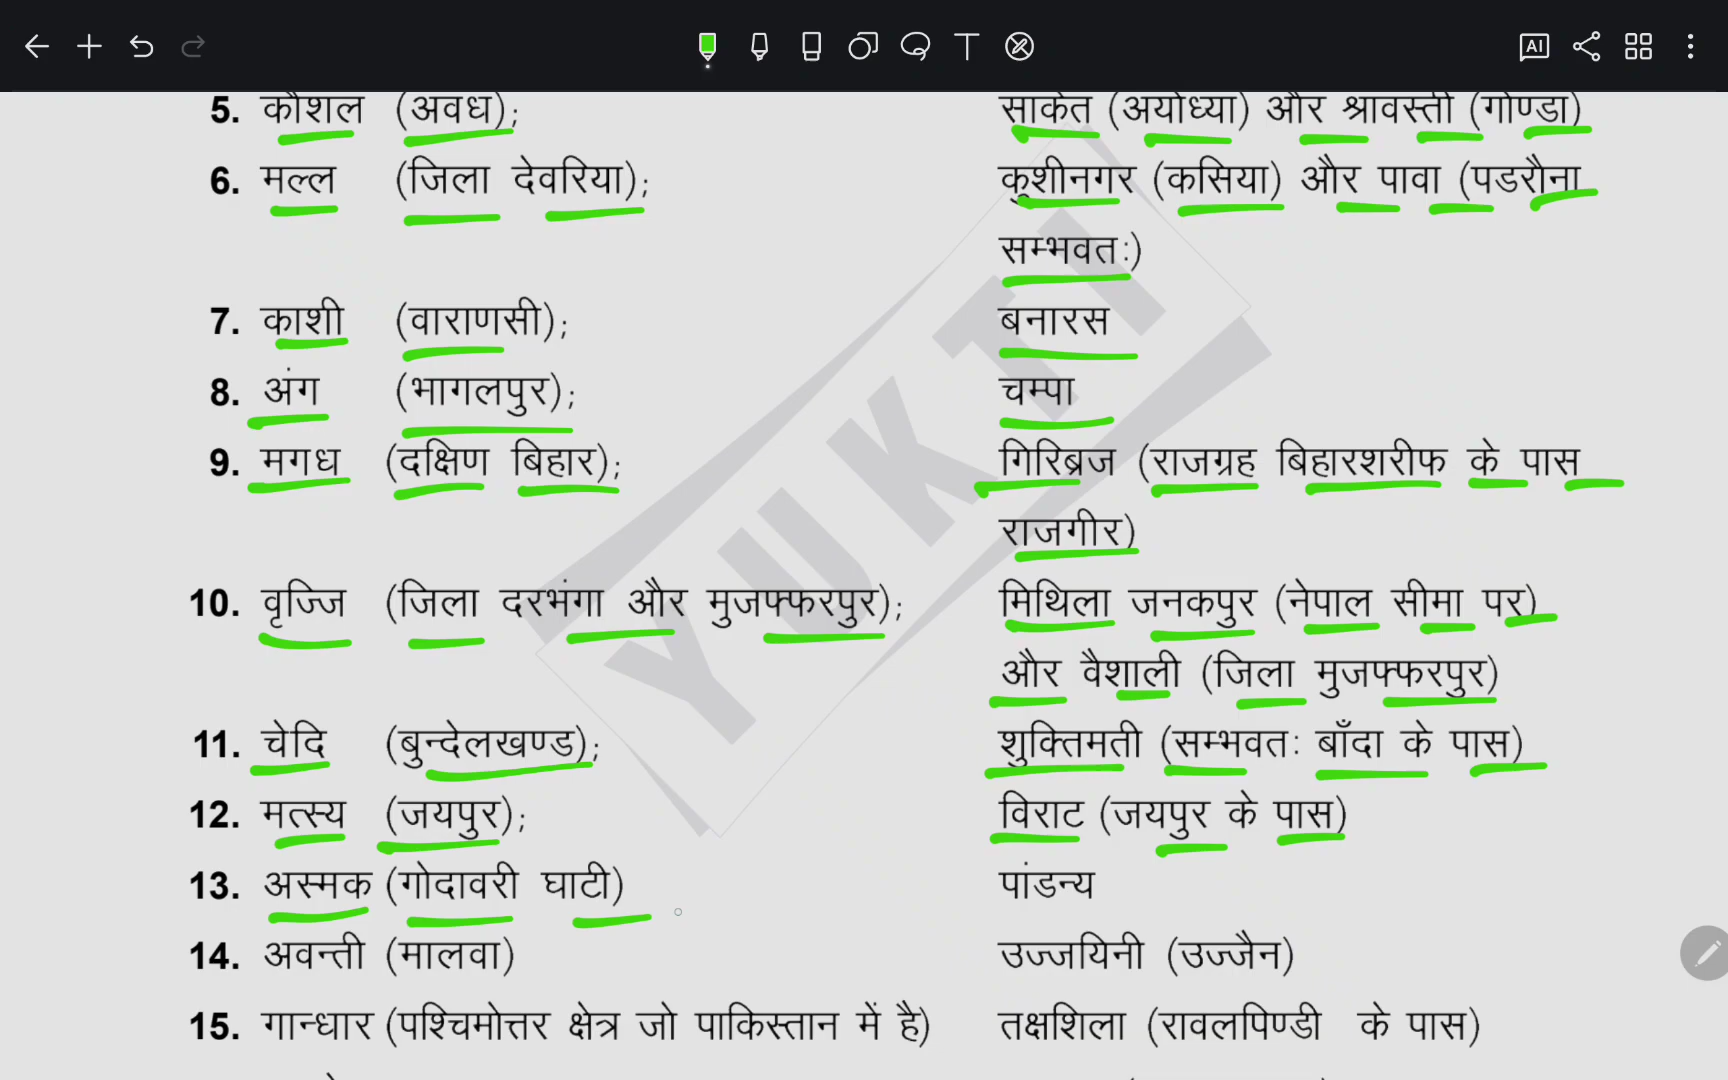 AI
5. कौशल (अवध); साकेत (अयोध्या) और श्रावस्ती (गोण्डा)
6. मल्ल (जिला देवरिया); कुशीनगर (कसिया) और पावा (पडरौना
सम्भवतः)
7. काशी (वाराणसी); बनारस
8. अंग (भागलपुर); चम्पा
9. मगध (दक्षिण बिहार); गिरिब्रज (राजग्रह बिहारशरीफ के पास
राजगीर)
10. वृज्जि (जिला दरभंगा और मुजफ्फरपुर); मिथिला जनकपुर (नेपाल सीमा पर)
और वैशाली (जिला मुजफ्फरपुर)
11. चेदि (बुन्देलखण्ड); शुक्तिमती (सम्भवतः बाँदा के पास)
12. मत्स्य (जयपुर); विराट (जयपुर के पास)
13. अस्मक (गोदावरी घाटी) पांडन्य
14. अवन्ती (मालवा) उज्जयिनी (उज्जैन)
15. गान्धार (पश्चिमोत्तर क्षेत्र जो पाकिस्तान में है) तक्षशिला (रावलपिण्डी के पास)
YUKTI